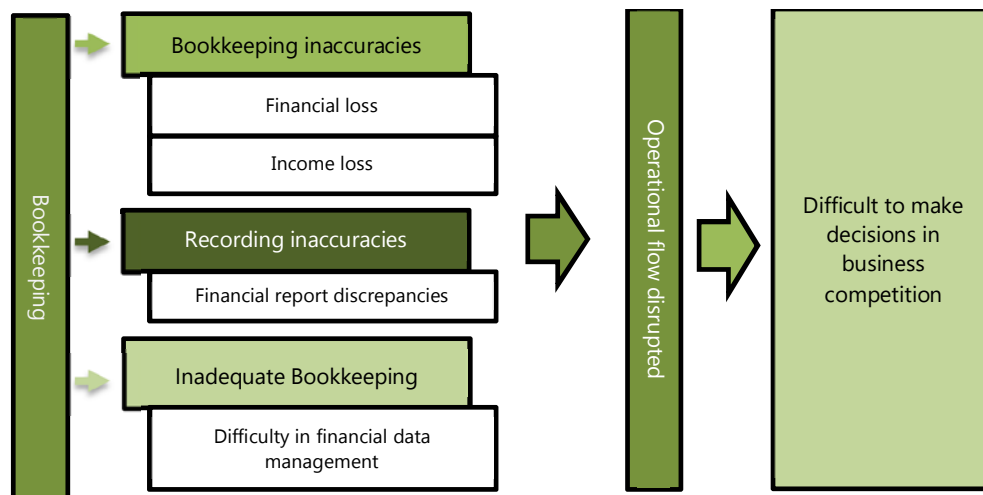 Bookkeeping
Bookkeeping inaccuracies
Financial loss
Income loss
Recording inaccuracies
Financial report discrepancies
Inadequate Bookkeeping
Difficulty in financial data
management
Operational flow disrupted
Difficult to make
decisions in
business
competition